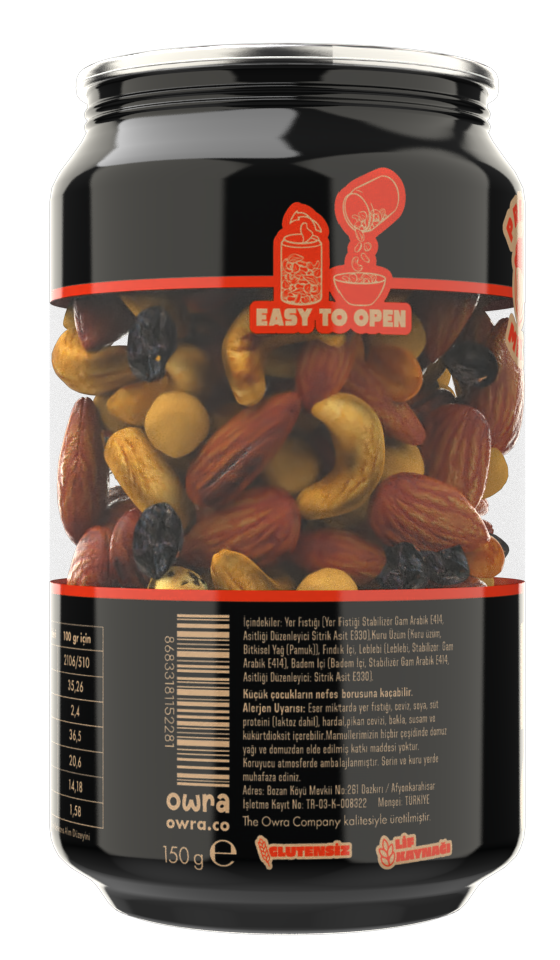 EASY TO OPEN
100 gr için
2106/510
35,26
2,4
36,5
20,6
14,18
1,58
86833181152281
İçindekiler: Yer Fıstığı (Yer Fıstığı Stabilizör Gam Arabik E414,
Asitliği Düzenleyici Sitrik Asit E330),Kuru Üzüm (Kuru üzüm,
Bitkisel Yağ (Pamuk)), Fındık İçi, Leblebi (Leblebi, Stabilizör: Gam
Arabik E414), Badem İçi (Badem İçi, Stabilizör Gam Arabik E414,
Asitliği Düzenleyici: Sitrik Asit E330)
Küçük çocukların nefes borusuna kaçabilir.
Alerjen Uyarısı: Eser miktarda yer fıstığı, ceviz, soya, süt
proteini (laktoz dahil), hardal,pikan cevizi, bakla, susam ve
kükürtdioksit içerebilir.Mamullerimizin hiçbir çeşidinde domuz
yağı ve domuzdan elde edilmiş katkı maddesi yoktur.
Koruyucu atmosferde ambalajlanmıştır. Serin ve kuru yerde
muhafaza ediniz.
Adres: Bozan Köyü Mevkii No:261 Dazkırı / Afyonkarahisar
İşletme Kayıt No: TR-03-K-008322 Menşei: TÜRKİYE
The Owra Company kalitesiyle üretilmiştir.
owra
owra.co
150 g e
GLUTENSİZ
LİF
KAYNAĞI